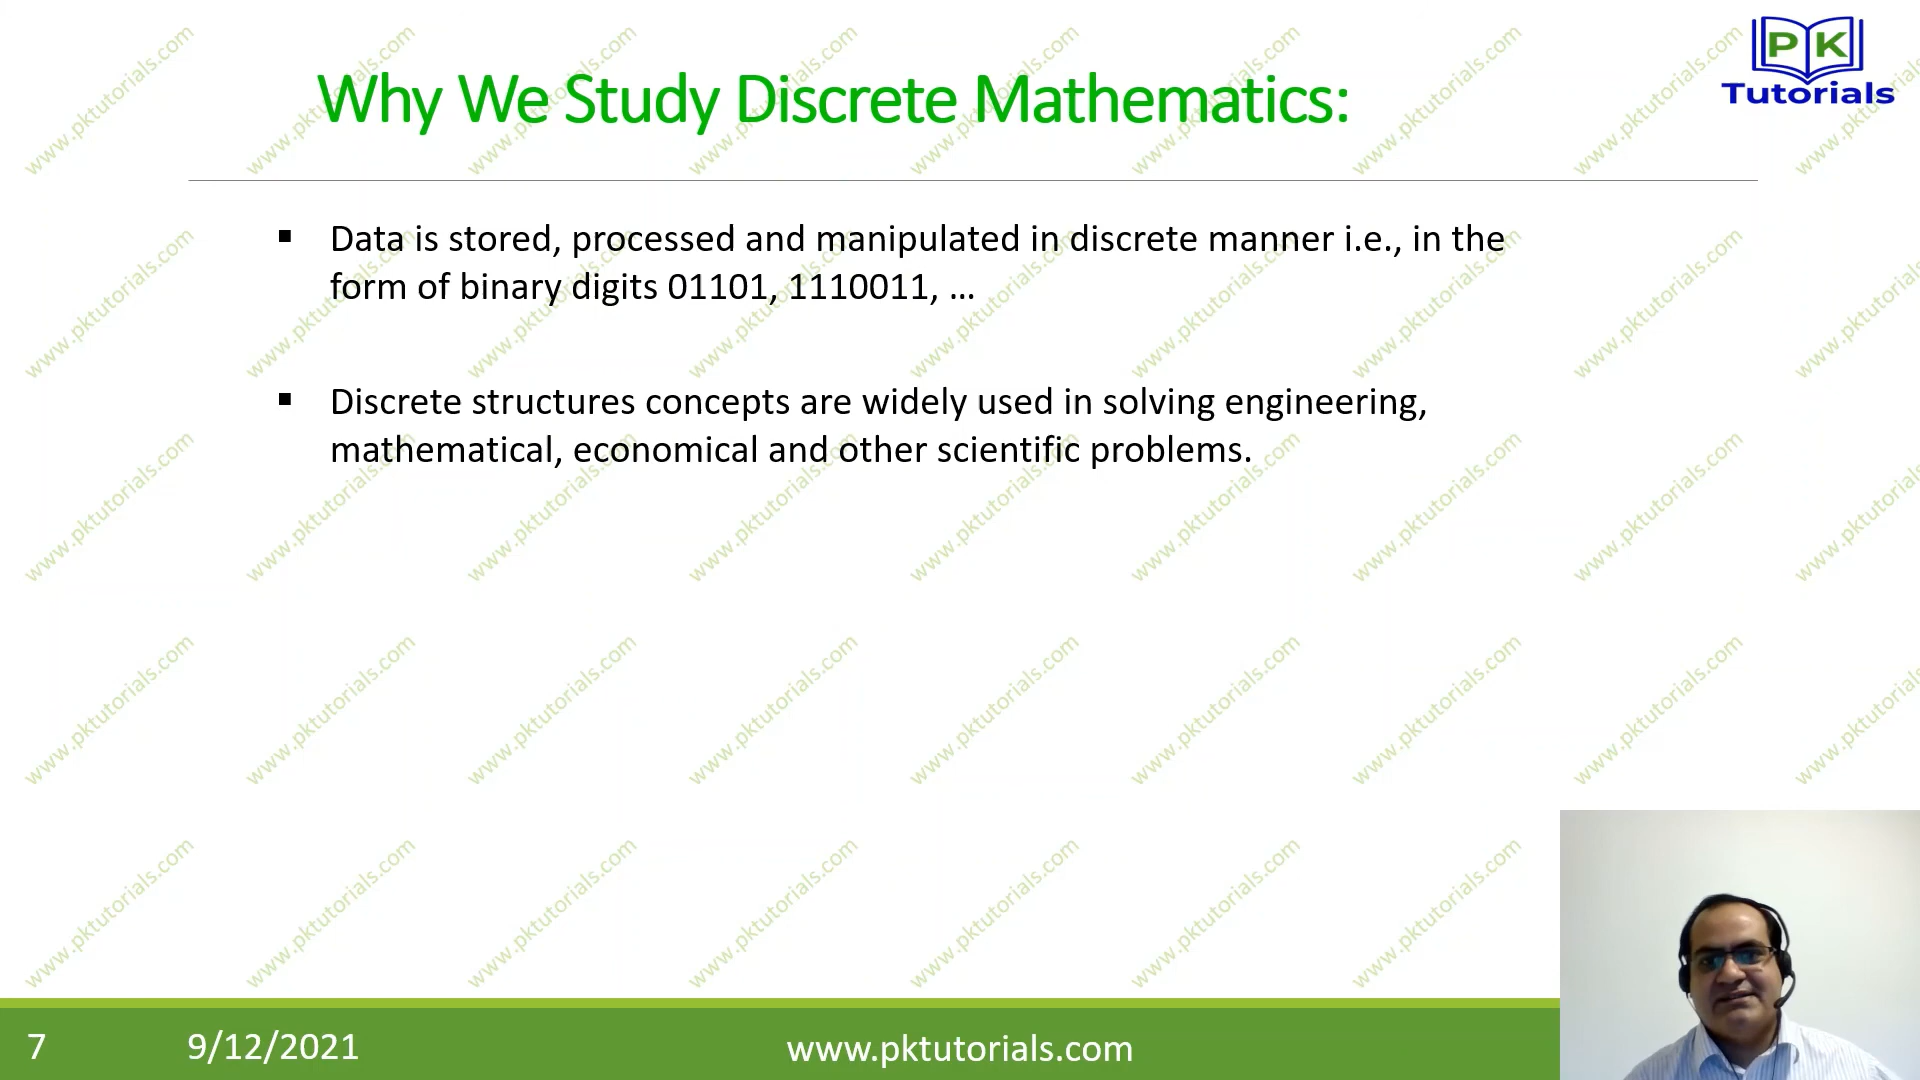 PK
Tutorials
Why We Study Discrete Mathematics:
▪ Data is stored, processed and manipulated in discrete manner i.e., in the
form of binary digits 01101, 1110011, …
▪ Discrete structures concepts are widely used in solving engineering,
mathematical, economical and other scientific problems.
7
9/12/2021
www.pktutorials.com